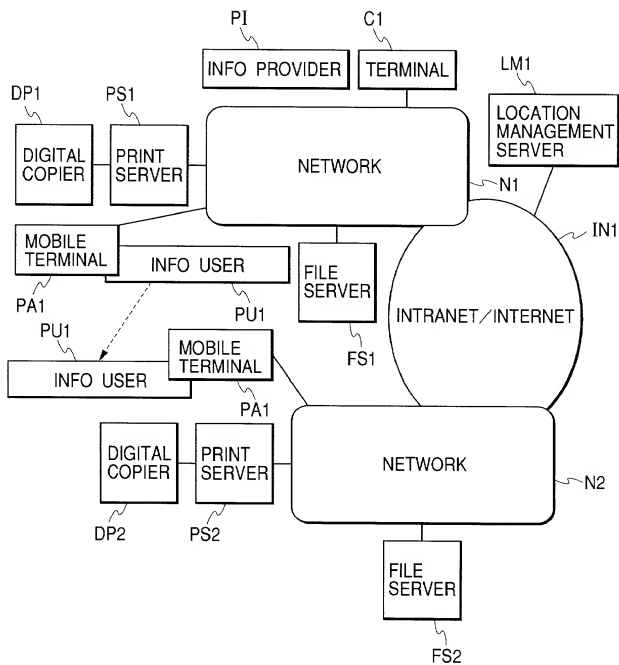 PI
C1
INFO PROVIDER
TERMINAL
LM1
DP1
PS1
LOCATION
MANAGEMENT
SERVER
DIGITAL
COPIER
PRINT
SERVER
NETWORK
N1
IN1
MOBILE
TERMINAL
INFO USER
FILE
SERVER
PA1
PU1
INTRANET/INTERNET
PU1
FS1
MOBILE
TERMINAL
INFO USER
PA1
DIGITAL
COPIER
PRINT
SERVER
NETWORK
N2
DP2
PS2
FILE
SERVER
FS2